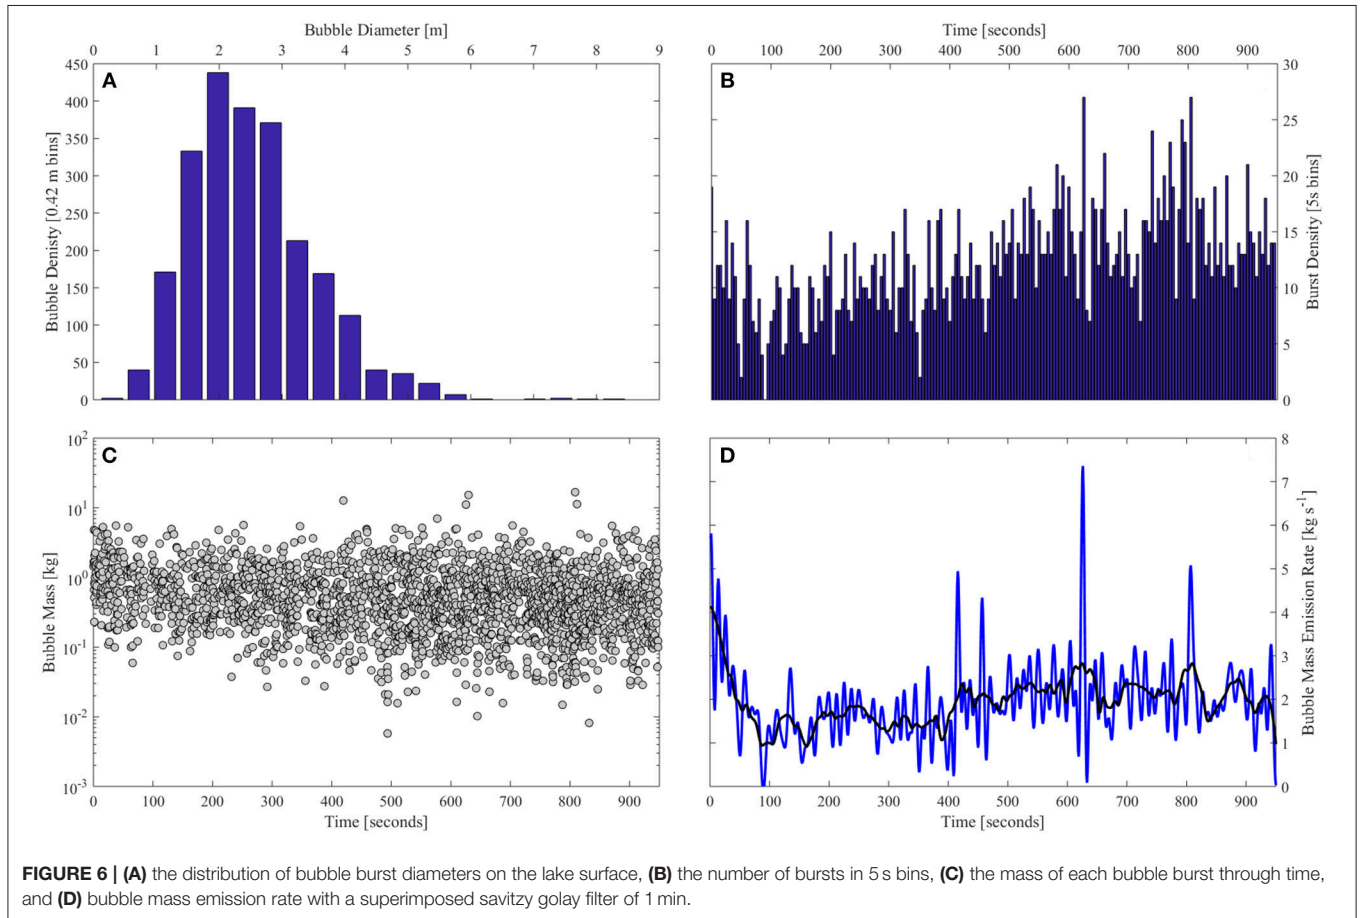 Bubble Diameter [m]
0 1 2 3 4 5 6 7 8 9
A
450
400
350
300
250
200
150
100
50
0
Bubble Denisty [0.42 m bins]
Time [seconds]
0 100 200 300 400 500 600 700 800 900
B
30
25
20
15
10
5
0
Burst Density [5s bins]
C
10²
10¹
10⁰
10⁻¹
10⁻²
10⁻³
Bubble Mass [kg]
0 100 200 300 400 500 600 700 800 900
Time [seconds]
D
8
7
6
5
4
3
2
1
0
Bubble Mass Emission Rate [kg s⁻¹]
0 100 200 300 400 500 600 700 800 900
Time [seconds]
FIGURE 6 | (A) the distribution of bubble burst diameters on the lake surface, (B) the number of bursts in 5 s bins, (C) the mass of each bubble burst through time,
and (D) bubble mass emission rate with a superimposed savitzy golay filter of 1 min.